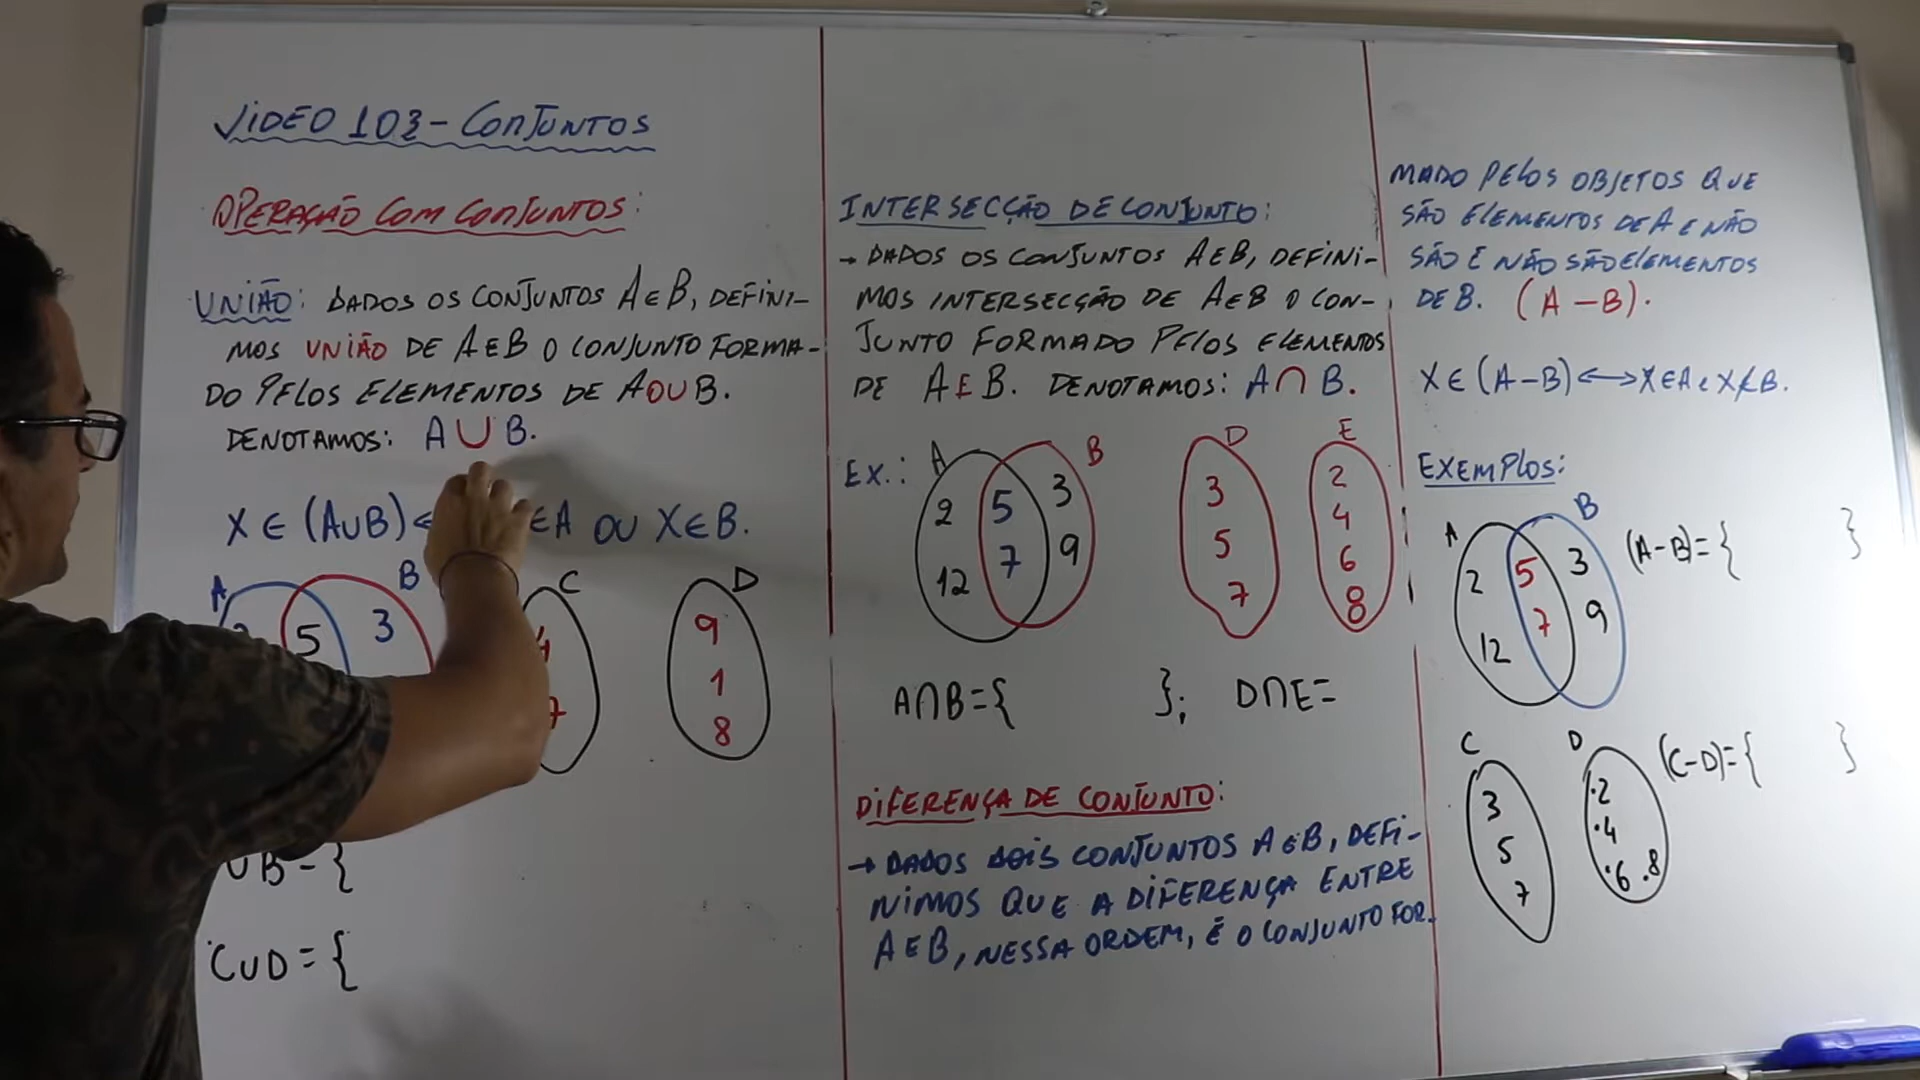 VIDEO 103 - CONJUNTOS
OPERAÇÃO COM CONJUNTOS:
UNIÃO: DADOS OS CONJUNTOS A E B, DEFINI-
MOS UNIÃO DE A E B O CONJUNTO FORMA-
DO PELOS ELEMENTOS DE A OU B.
DENOTAMOS: A ∪ B.
X ∈ (A∪B) ∈A OU X∈B.
A B C D
5 3
9
1
8
∪B = {
C∪D = {
INTERSECÇÃO DE CONJUNTO:
→ DADOS OS CONJUNTOS A E B, DEFINI-
MOS INTERSECÇÃO DE A E B O CON-
JUNTO FORMADO PELOS ELEMENTOS
DE A E B. DENOTAMOS: A ∩ B.
EX.: A B D E
2 5 3
12 7 9
3
5
7
2
4
6
8
A∩B={ }; D∩E=
DIFERENÇA DE CONJUNTO:
→ DADOS DOIS CONJUNTOS A E B, DEFI-
NIMOS QUE A DIFERENÇA ENTRE
A E B, NESSA ORDEM, É O CONJUNTO FOR-
MADO PELOS OBJETOS QUE
SÃO ELEMENTOS DE A E NÃO
SÃO E NÃO SÃO ELEMENTOS
DE B. (A - B).
X ∈ (A-B) ⟷ X∈A e X∉B.
EXEMPLOS:
A B
2 5 3
12 7 9
(A-B)={ }
C D
3
5
7
.2
.4
.6 .8
(C-D)={ }